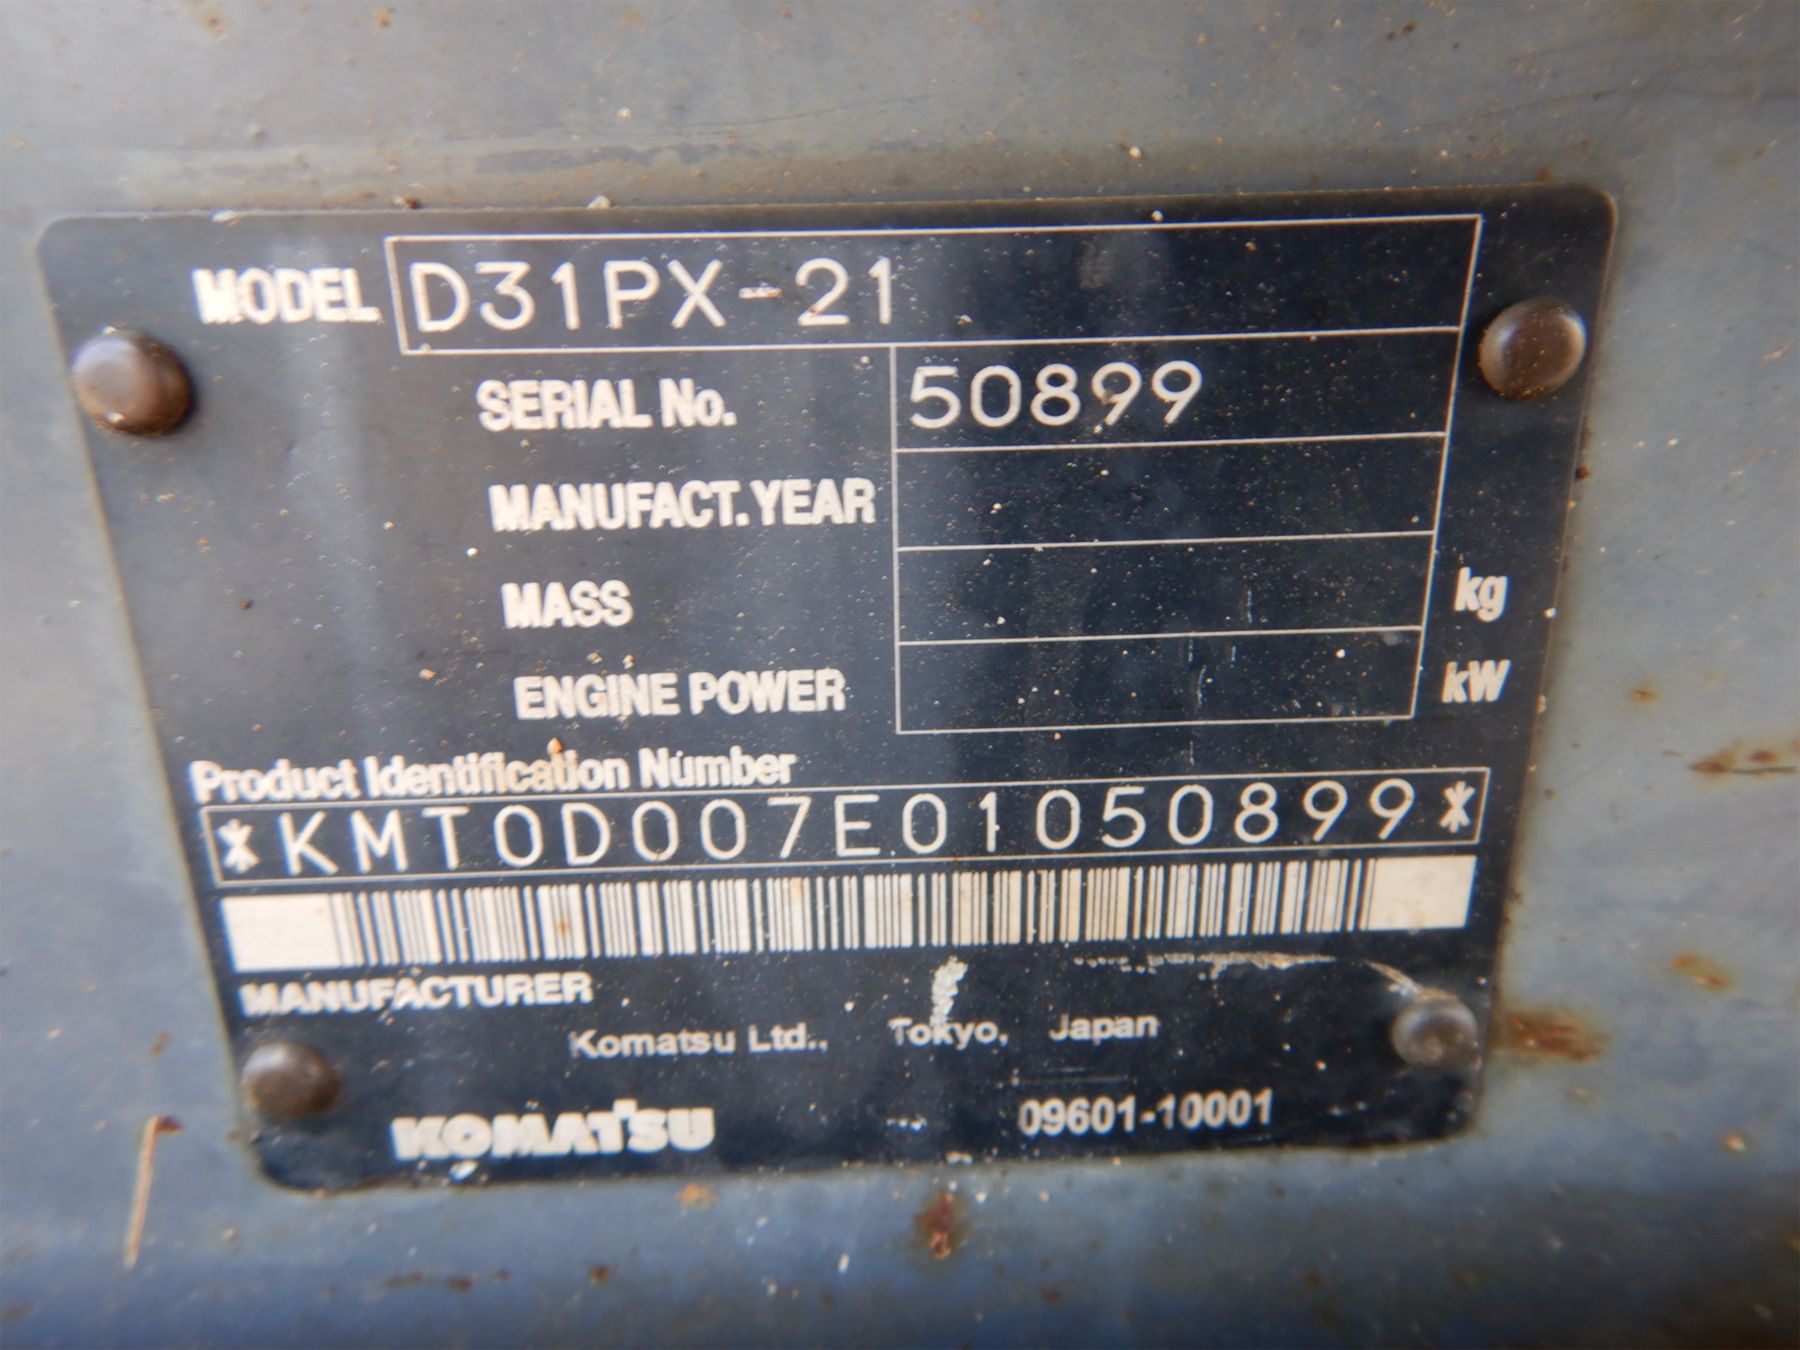 MODEL D31PX-21
SERIAL No. 50899
MANUFACT. YEAR
MASS kg
ENGINE POWER kW
Product Identification Number
*KMT0D007E01050899*
MANUFACTURER
Komatsu Ltd., Tokyo, Japan
KOMATSU 09601-10001